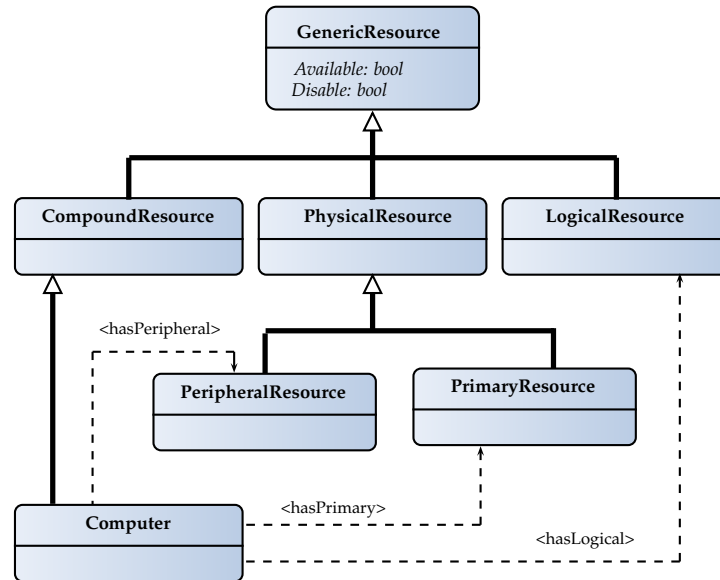 GenericResource
Available: bool
Disable: bool
CompoundResource
PhysicalResource
LogicalResource
<hasPeripheral>
PeripheralResource
PrimaryResource
Computer
<hasPrimary>
<hasLogical>